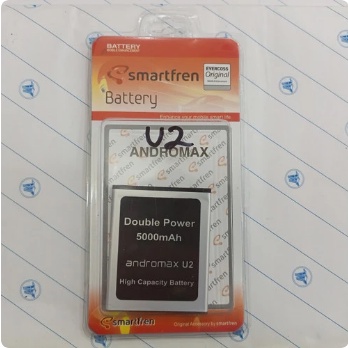 BATTERY
smartfren
EVERCOSS
Original
Battery
U2
ANDROMAX
Double Power
5000mAh
andromax U2
High Capacity Battery
smartfren